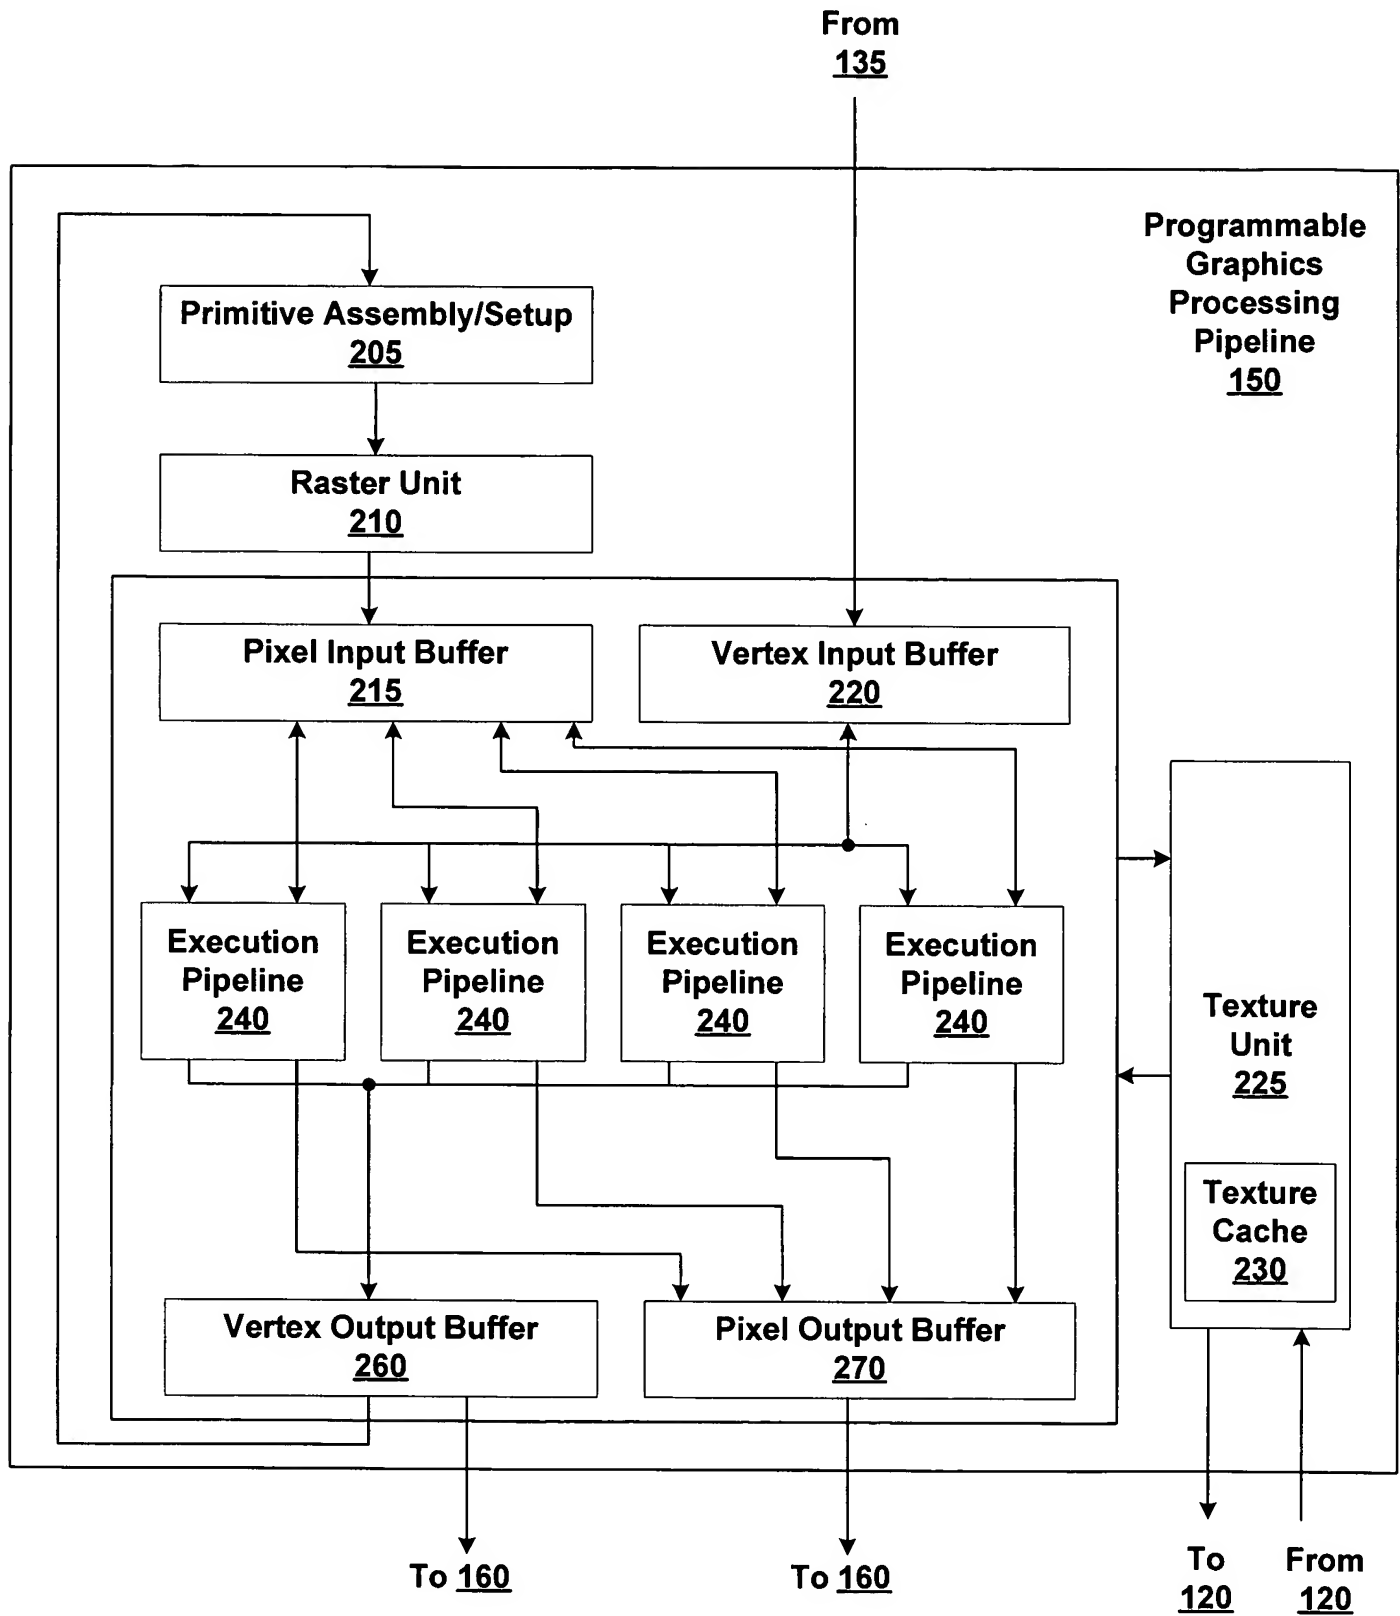 From
135
Programmable
Graphics
Processing
Pipeline
150
Primitive Assembly/Setup
205
Raster Unit
210
Pixel Input Buffer
215
Vertex Input Buffer
220
Execution
Pipeline
240
Execution
Pipeline
240
Execution
Pipeline
240
Execution
Pipeline
240
Texture
Unit
225
Texture
Cache
230
Vertex Output Buffer
260
Pixel Output Buffer
270
To 160
To 160
To
120
From
120